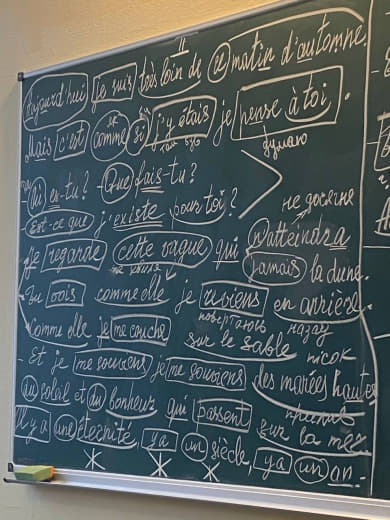 Aujourd'hui je suis très loin de ce matin d'automne.
Mais c'est comme si j'y étais je pense à toi.
думаю
- Où es-tu? - Que fais-tu?
не досягне
- Est-ce que j'existe pour toi?
Je regarde cette vague qui n'atteindra
jamais la dune.
Tu vois comme elle je reviens en arrière.
повертаюсь назад
Comme elle je me couche sur le sable
пісок
- Et je me souviens je me souviens des marées hautes
du soleil et du bonheur qui passent sur la mer
Il y a une éternité, ya un siècle, ya un an.